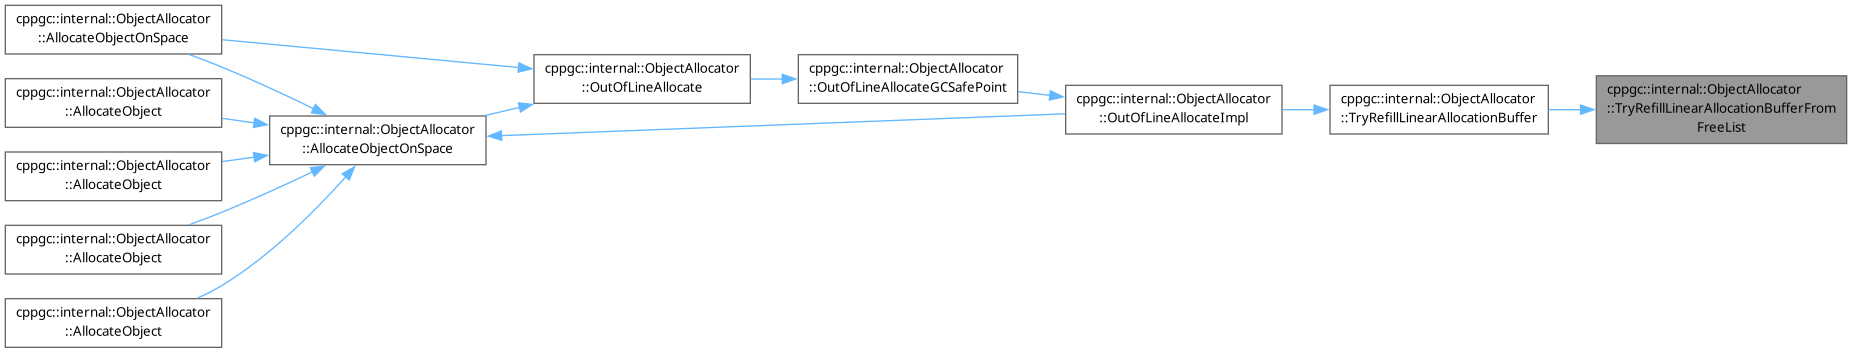 cppgc::internal::ObjectAllocator
::AllocateObjectOnSpace
cppgc::internal::ObjectAllocator
::AllocateObject
cppgc::internal::ObjectAllocator
::AllocateObject
cppgc::internal::ObjectAllocator
::AllocateObject
cppgc::internal::ObjectAllocator
::AllocateObject
cppgc::internal::ObjectAllocator
::AllocateObjectOnSpace
cppgc::internal::ObjectAllocator
::OutOfLineAllocate
cppgc::internal::ObjectAllocator
::OutOfLineAllocateGCSafePoint
cppgc::internal::ObjectAllocator
::OutOfLineAllocateImpl
cppgc::internal::ObjectAllocator
::TryRefillLinearAllocationBuffer
cppgc::internal::ObjectAllocator
::TryRefillLinearAllocationBufferFrom
FreeList